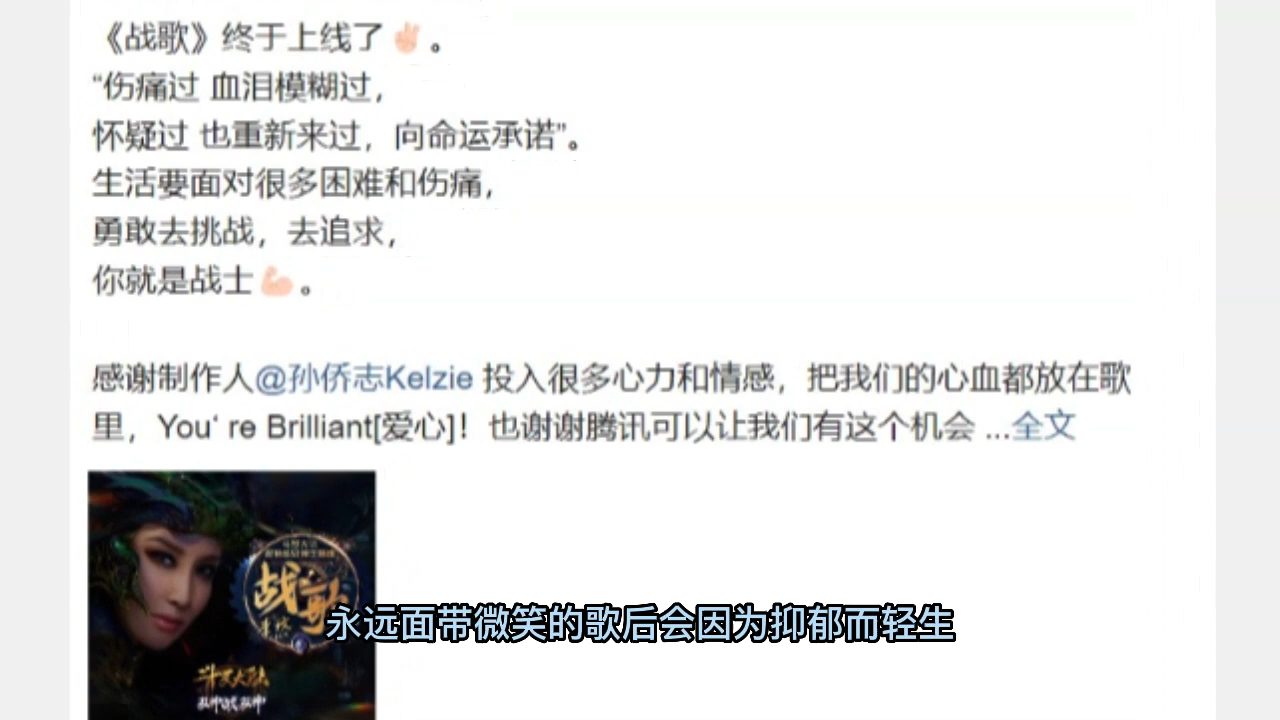 《战歌》终于上线了✌🏻。
“伤痛过 血泪模糊过，
怀疑过 也重新来过，向命运承诺”。
生活要面对很多困难和伤痛，
勇敢去挑战，去追求，
你就是战士💪🏻。
感谢制作人@孙侨志Kelzie 投入很多心力和情感，把我们的心血都放在歌
里，You‘ re Brilliant[爱心]！也谢谢腾讯可以让我们有这个机会 ...全文
战歌
斗罗大陆
永远面带微笑的歌后会因为抑郁而轻生